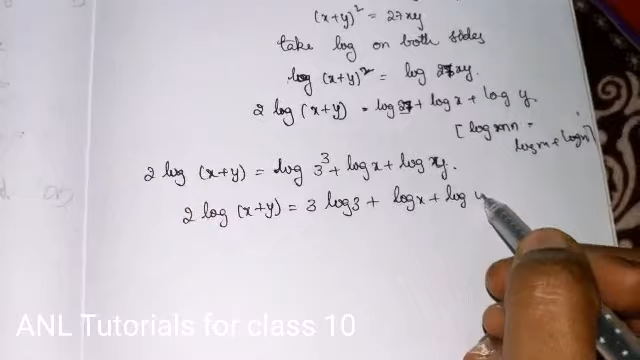 (x+y)² = 27xy
take log on both sides
log (x+y)² = log 27xy.
2 log (x+y) = log 27 + log x + log y.
[log mn = log m + log n]
2 log (x+y) = log 3³ + log x + log y.
2 log (x+y) = 3 log 3 + log x + log y
ANL Tutorials for class 10